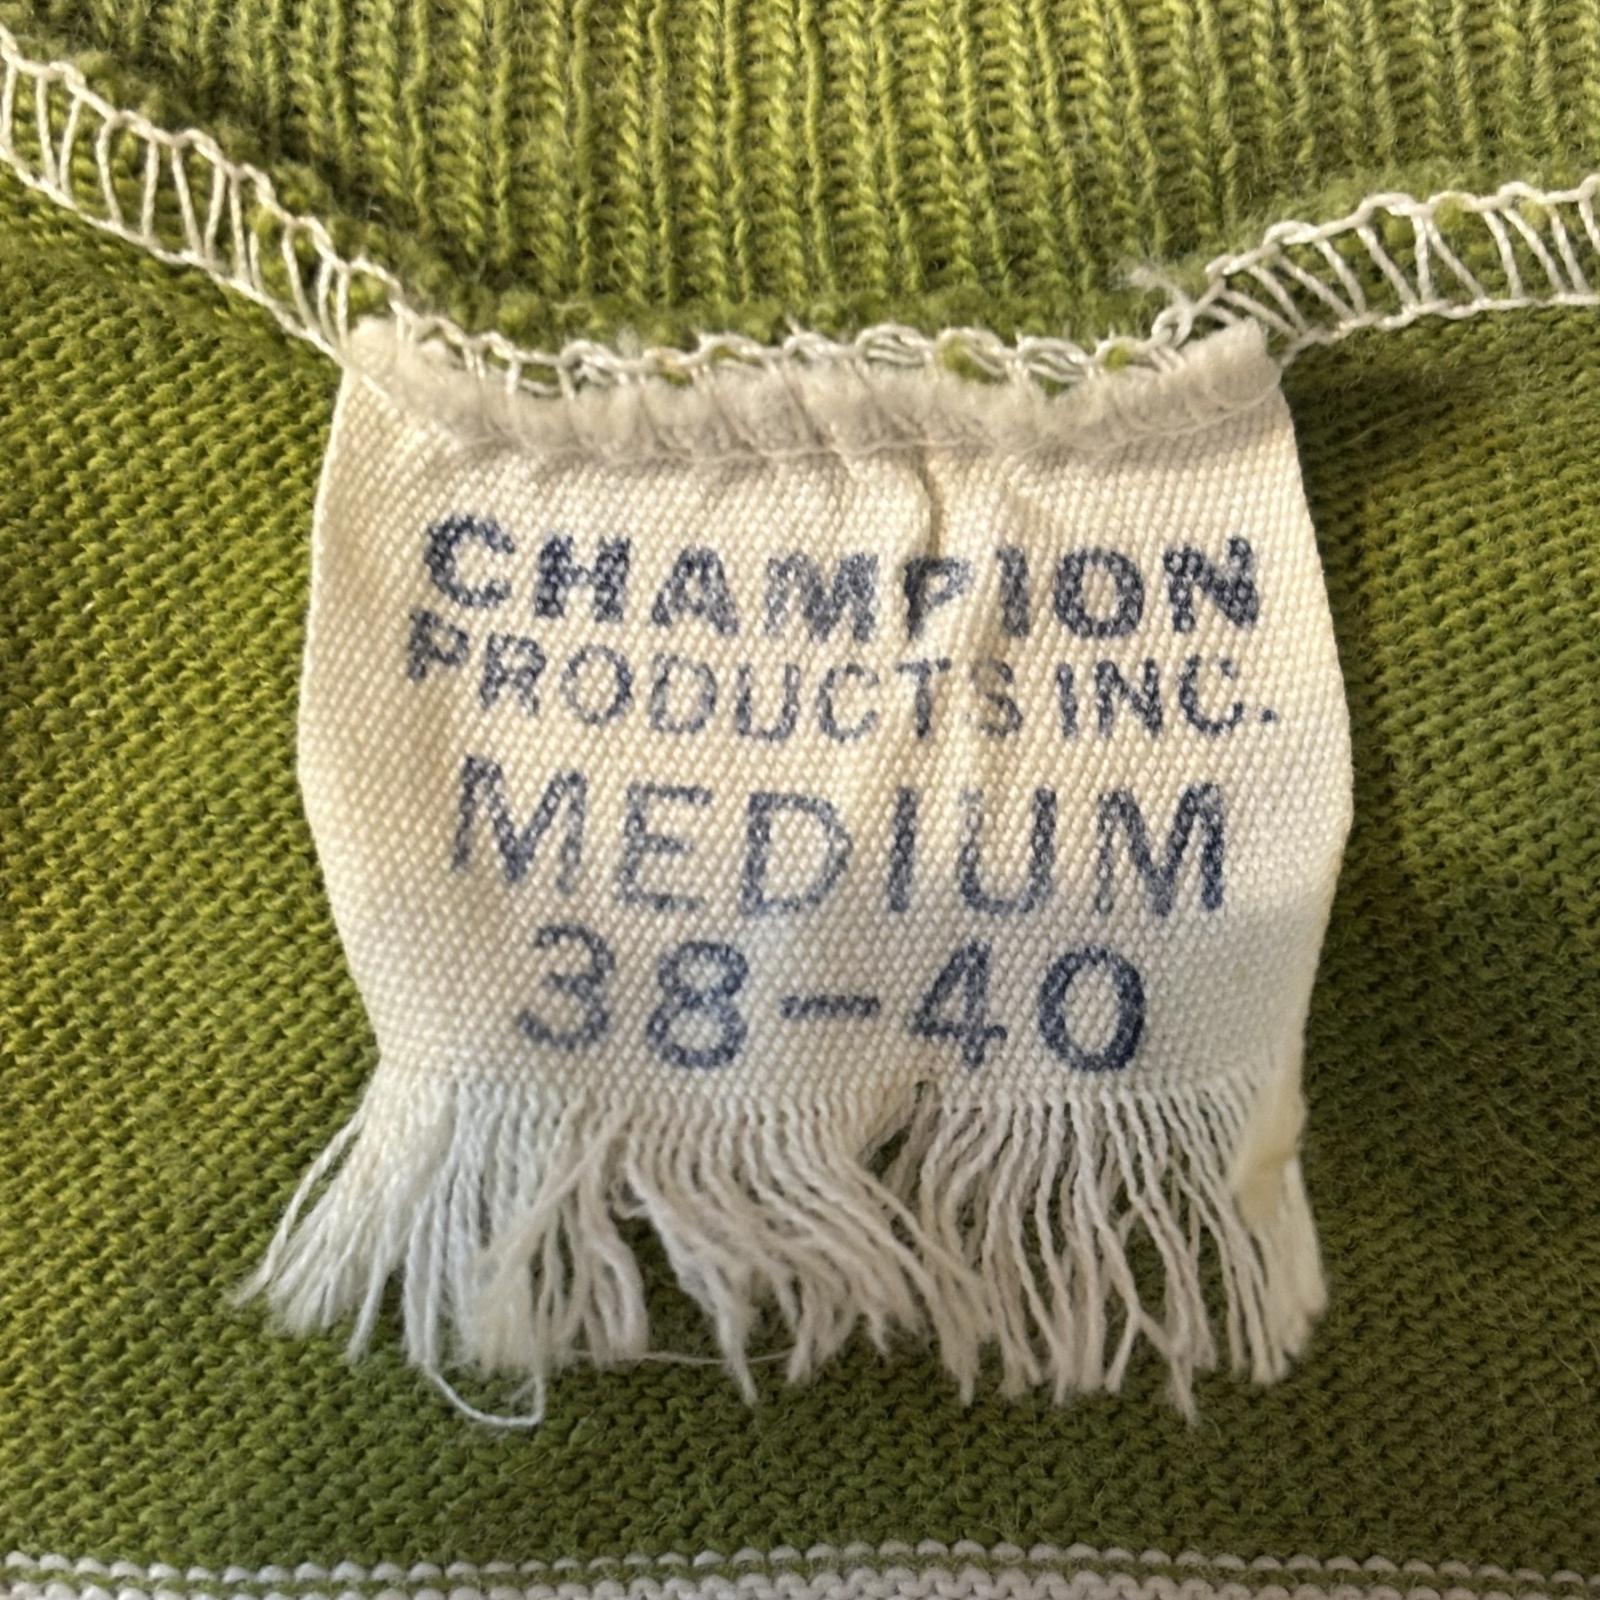 CHAMPION
PRODUCTS INC.
MEDIUM
38-40